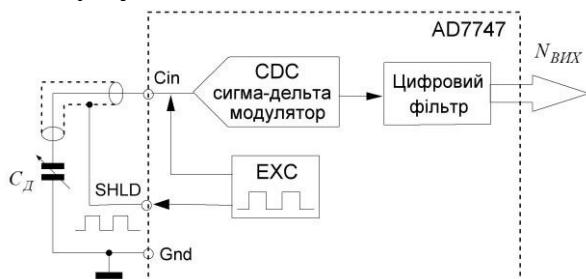 AD7747
N_ВИХ
Cin
CDC
сигма-дельта
модулятор
Цифровий
фільтр
C_Д
SHLD
EXC
Gnd